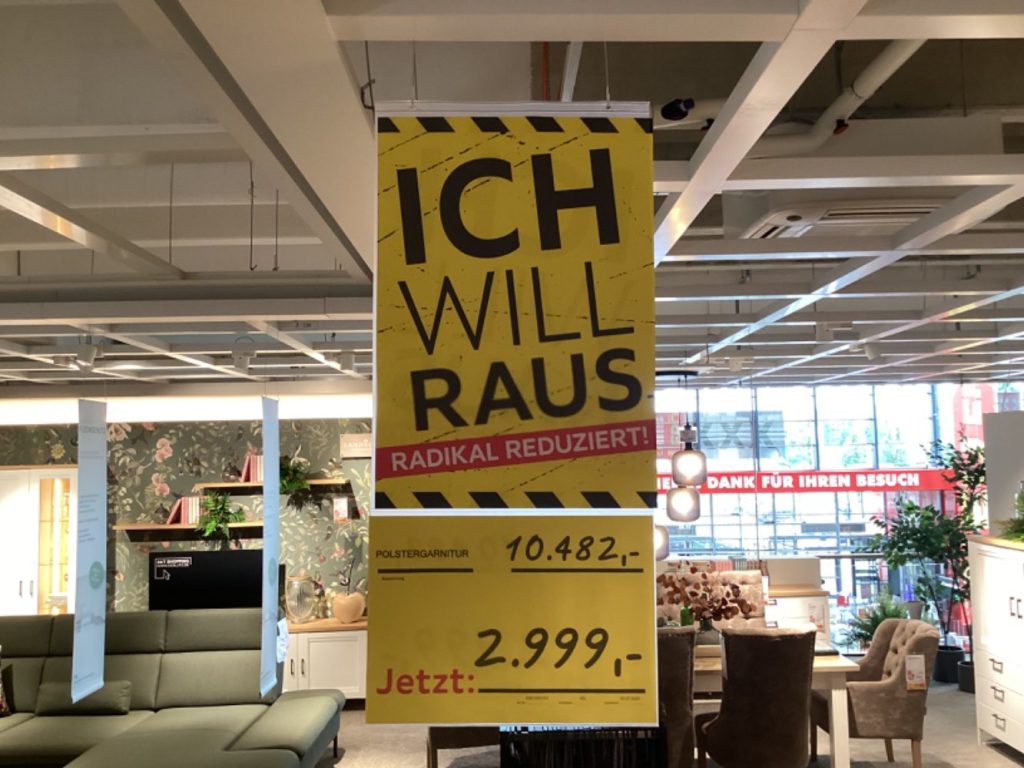 ICH
WILL
RAUS
RADIKAL REDUZIERT!
DANK FÜR IHREN BESUCH
POLSTERGARNITUR 10.482,-
2.999,-
Jetzt: